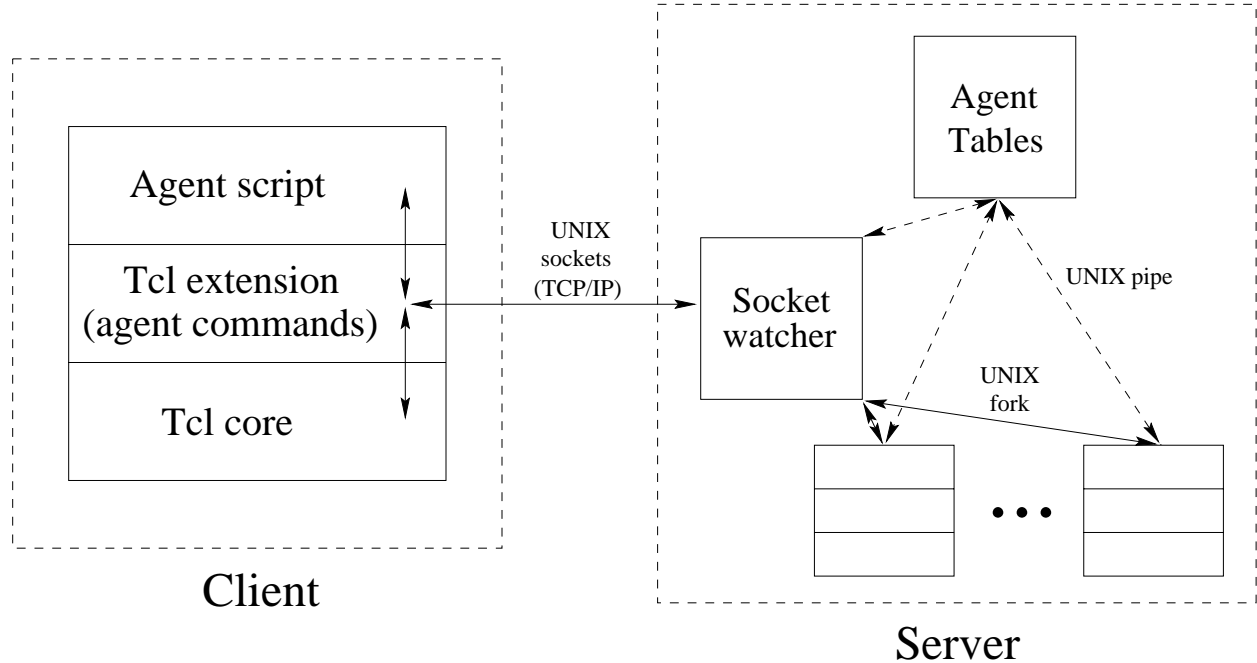 Agent script
Tcl extension
(agent commands)
Tcl core
Client
UNIX
sockets
(TCP/IP)
Agent
Tables
Socket
watcher
UNIX pipe
UNIX
fork
Server